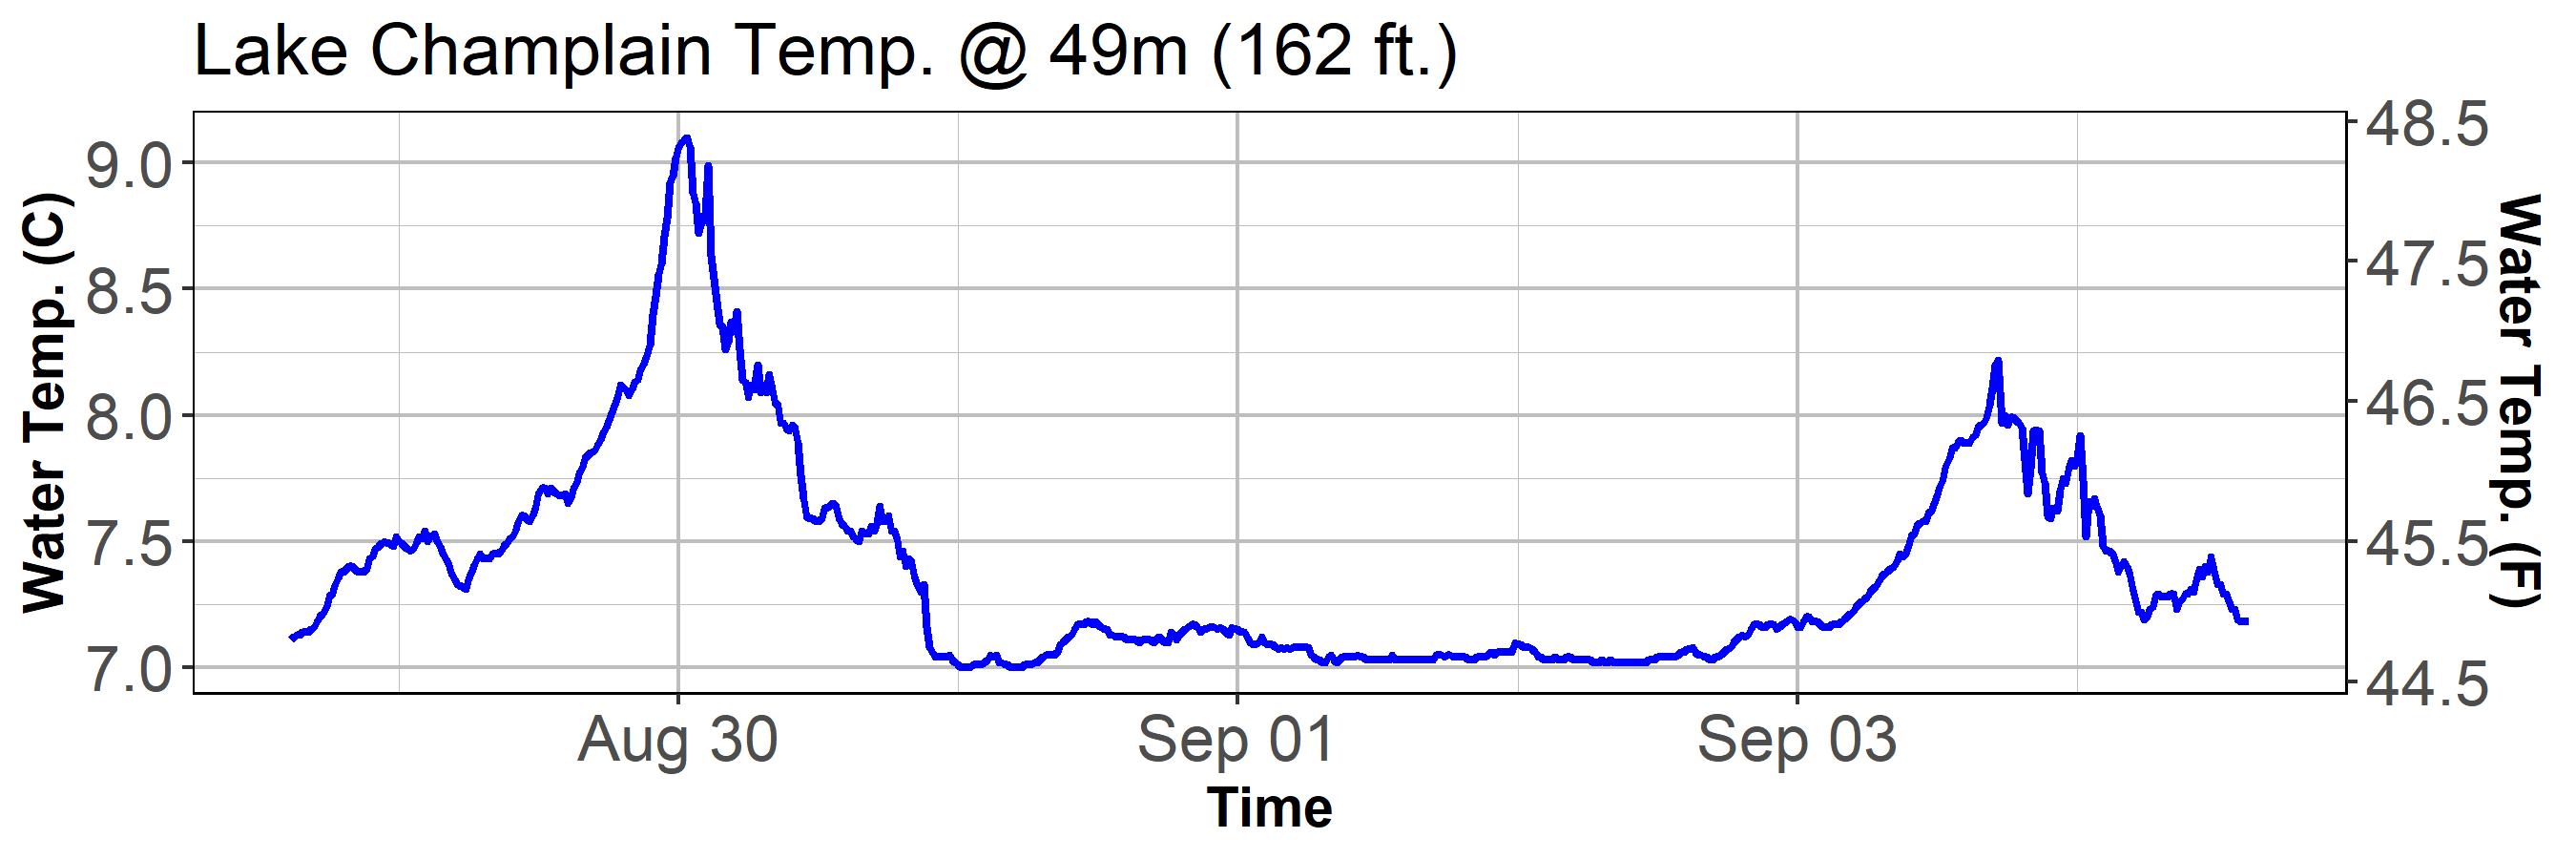 Lake Champlain Temp. @ 49m (162 ft.)
Water Temp. (C)
9.0
8.5
8.0
7.5
7.0
48.5
47.5
46.5
45.5
44.5
Water Temp. (F)
Aug 30
Sep 01
Sep 03
Time